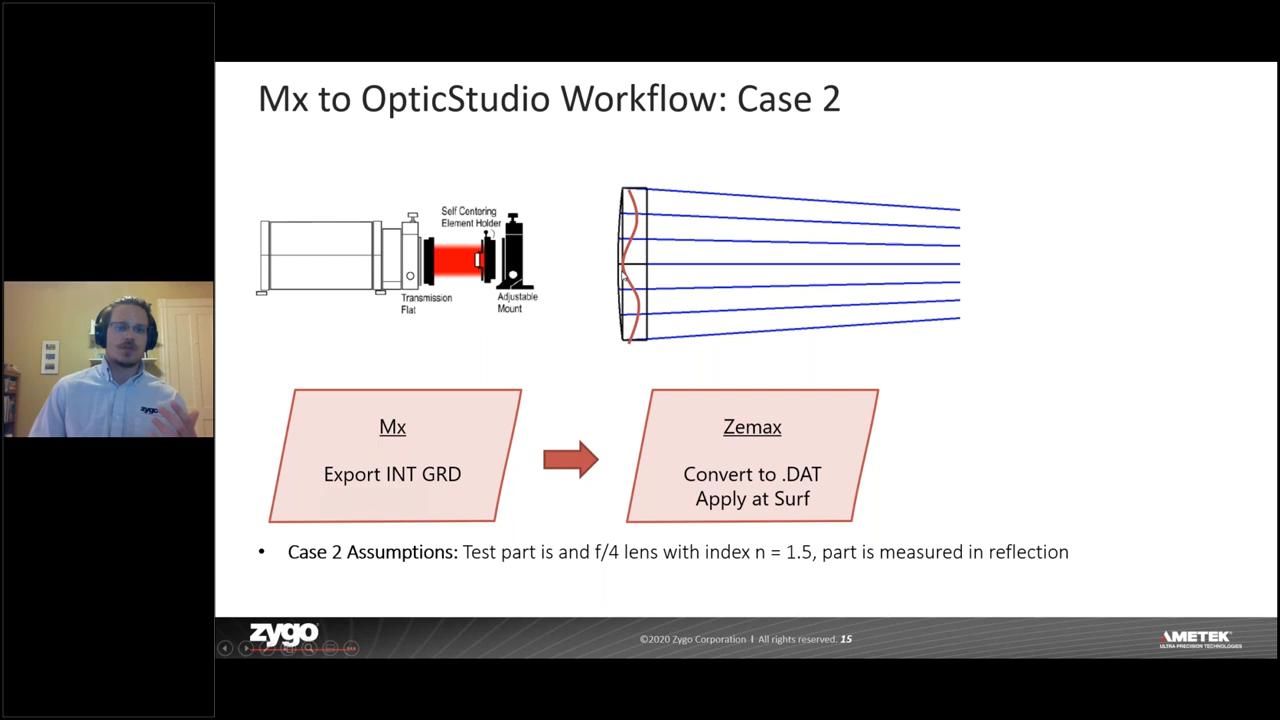 Mx to OpticStudio Workflow: Case 2
Self Centering
Element Holder
Transmission
Flat
Adjustable
Mount
Mx
Export INT GRD
Zemax
Convert to .DAT
Apply at Surf
• Case 2 Assumptions: Test part is and f/4 lens with index n = 1.5, part is measured in reflection
zygo
zygo
©2020 Zygo Corporation | All rights reserved. 15
AMETEK
ULTRA PRECISION TECHNOLOGIES